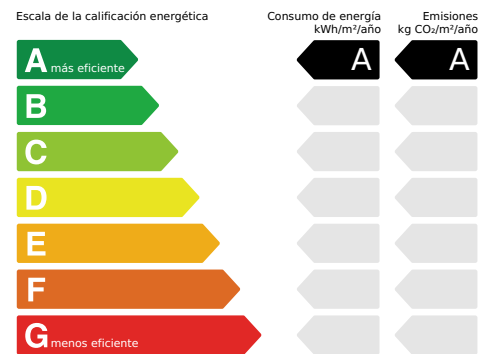 Escala de la calificación energética
Consumo de energía
kWh/m²/año
Emisiones
kg CO₂/m²/año
A más eficiente
A
A
B
C
D
E
F
G menos eficiente